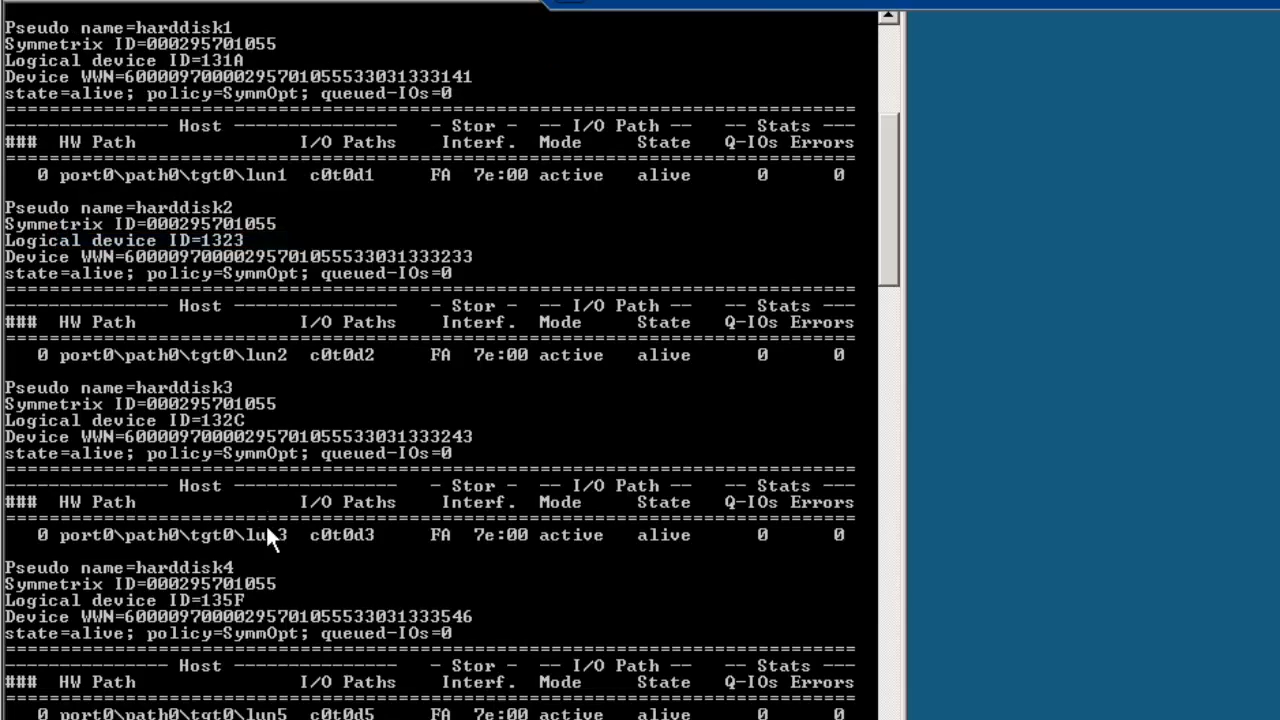 Pseudo name=harddisk1
Symmetrix ID=000295701055
Logical device ID=131A
Device WWN=60000970000295701055533031333141
state=alive; policy=SymmOpt; queued-IOs=0
==============================================================================
--------------- Host ---------------   - Stor -  -- I/O Path --   -- Stats ---
###  HW Path               I/O Paths    Interf.  Mode     State   Q-IOs Errors
==============================================================================
   0 port0\path0\tgt0\lun1  c0t0d1     FA  7e:00 active   alive      0      0
Pseudo name=harddisk2
Symmetrix ID=000295701055
Logical device ID=1323
Device WWN=60000970000295701055533031333233
state=alive; policy=SymmOpt; queued-IOs=0
==============================================================================
--------------- Host ---------------   - Stor -  -- I/O Path --   -- Stats ---
###  HW Path               I/O Paths    Interf.  Mode     State   Q-IOs Errors
==============================================================================
   0 port0\path0\tgt0\lun2  c0t0d2     FA  7e:00 active   alive      0      0
Pseudo name=harddisk3
Symmetrix ID=000295701055
Logical device ID=132C
Device WWN=60000970000295701055533031333243
state=alive; policy=SymmOpt; queued-IOs=0
==============================================================================
--------------- Host ---------------   - Stor -  -- I/O Path --   -- Stats ---
###  HW Path               I/O Paths    Interf.  Mode     State   Q-IOs Errors
==============================================================================
   0 port0\path0\tgt0\lun3  c0t0d3     FA  7e:00 active   alive      0      0
Pseudo name=harddisk4
Symmetrix ID=000295701055
Logical device ID=135F
Device WWN=60000970000295701055533031333546
state=alive; policy=SymmOpt; queued-IOs=0
==============================================================================
--------------- Host ---------------   - Stor -  -- I/O Path --   -- Stats ---
###  HW Path               I/O Paths    Interf.  Mode     State   Q-IOs Errors
==============================================================================
   0 port0\path0\tgt0\lun5  c0t0d5     FA  7e:00 active   alive      0      0